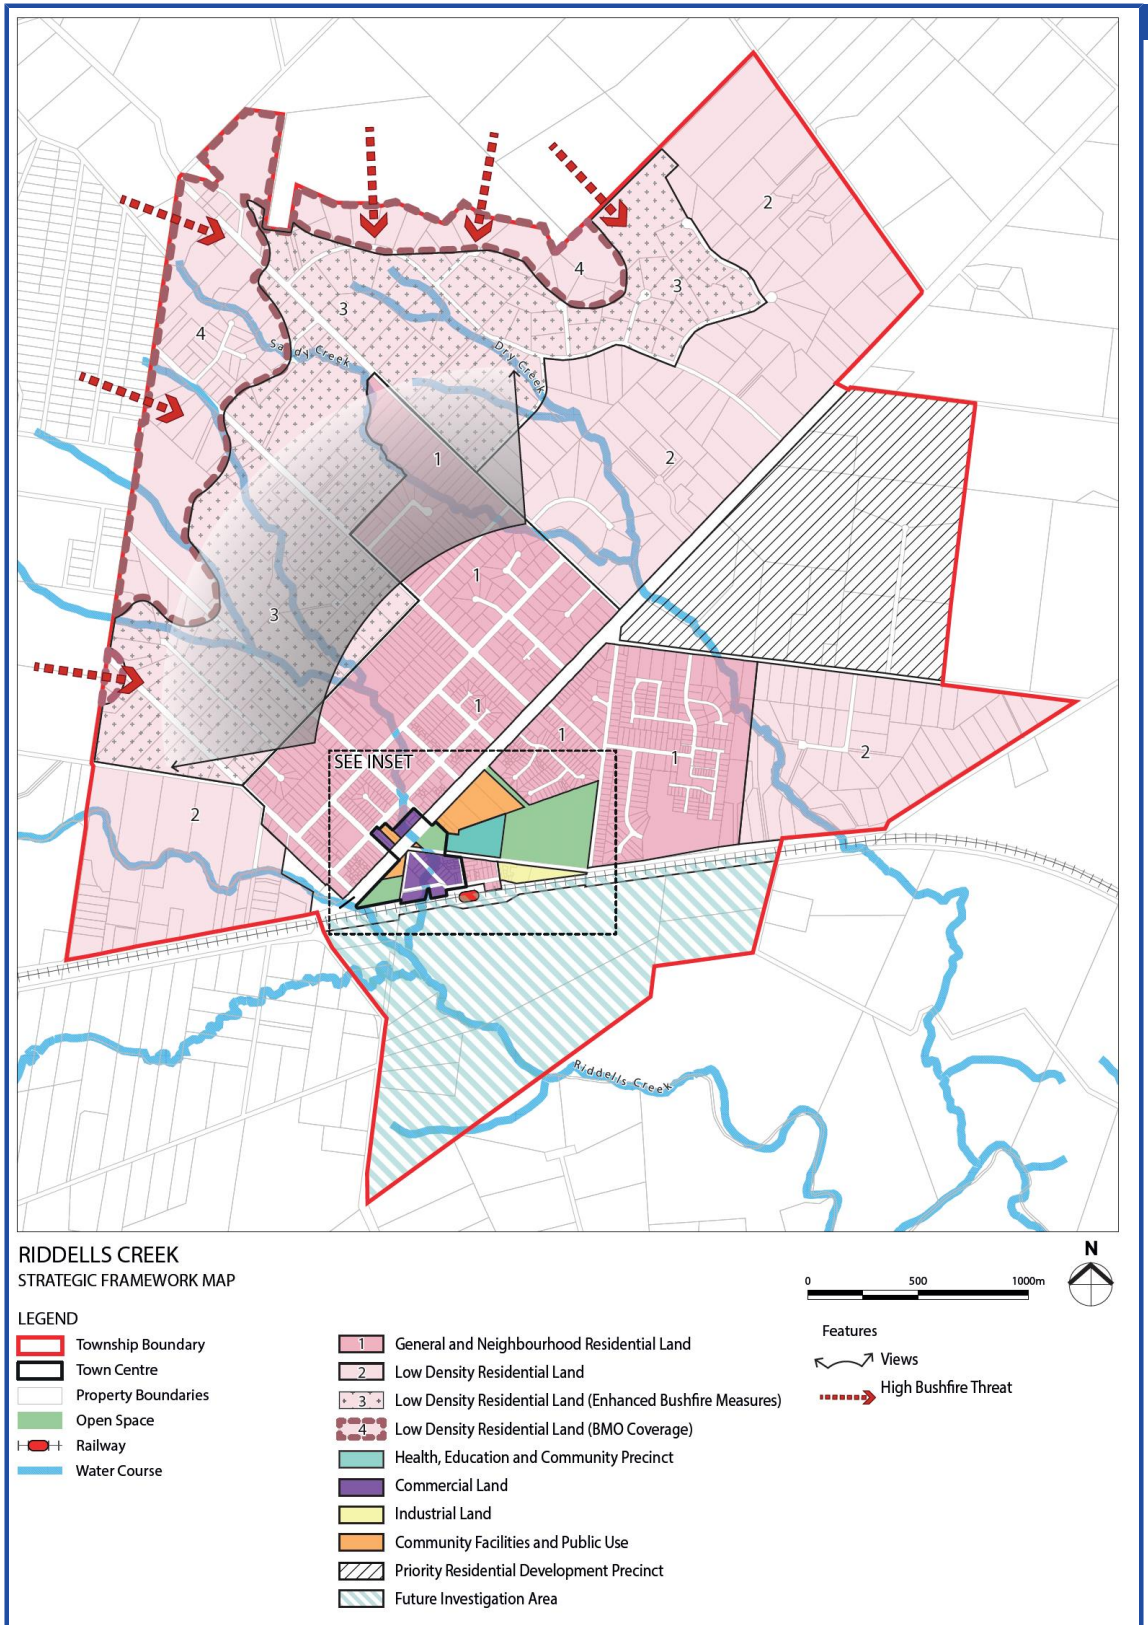 2
4
3
3
4
Sandy Creek
Dry Creek
1
2
1
3
1
1
1
2
SEE INSET
2
Riddells Creek
RIDDELLS CREEK
STRATEGIC FRAMEWORK MAP
N
0 500 1000m
LEGEND
Township Boundary
Town Centre
Property Boundaries
Open Space
Railway
Water Course
1 General and Neighbourhood Residential Land
2 Low Density Residential Land
3 Low Density Residential Land (Enhanced Bushfire Measures)
4 Low Density Residential Land (BMO Coverage)
Health, Education and Community Precinct
Commercial Land
Industrial Land
Community Facilities and Public Use
Priority Residential Development Precinct
Future Investigation Area
Features
Views
High Bushfire Threat